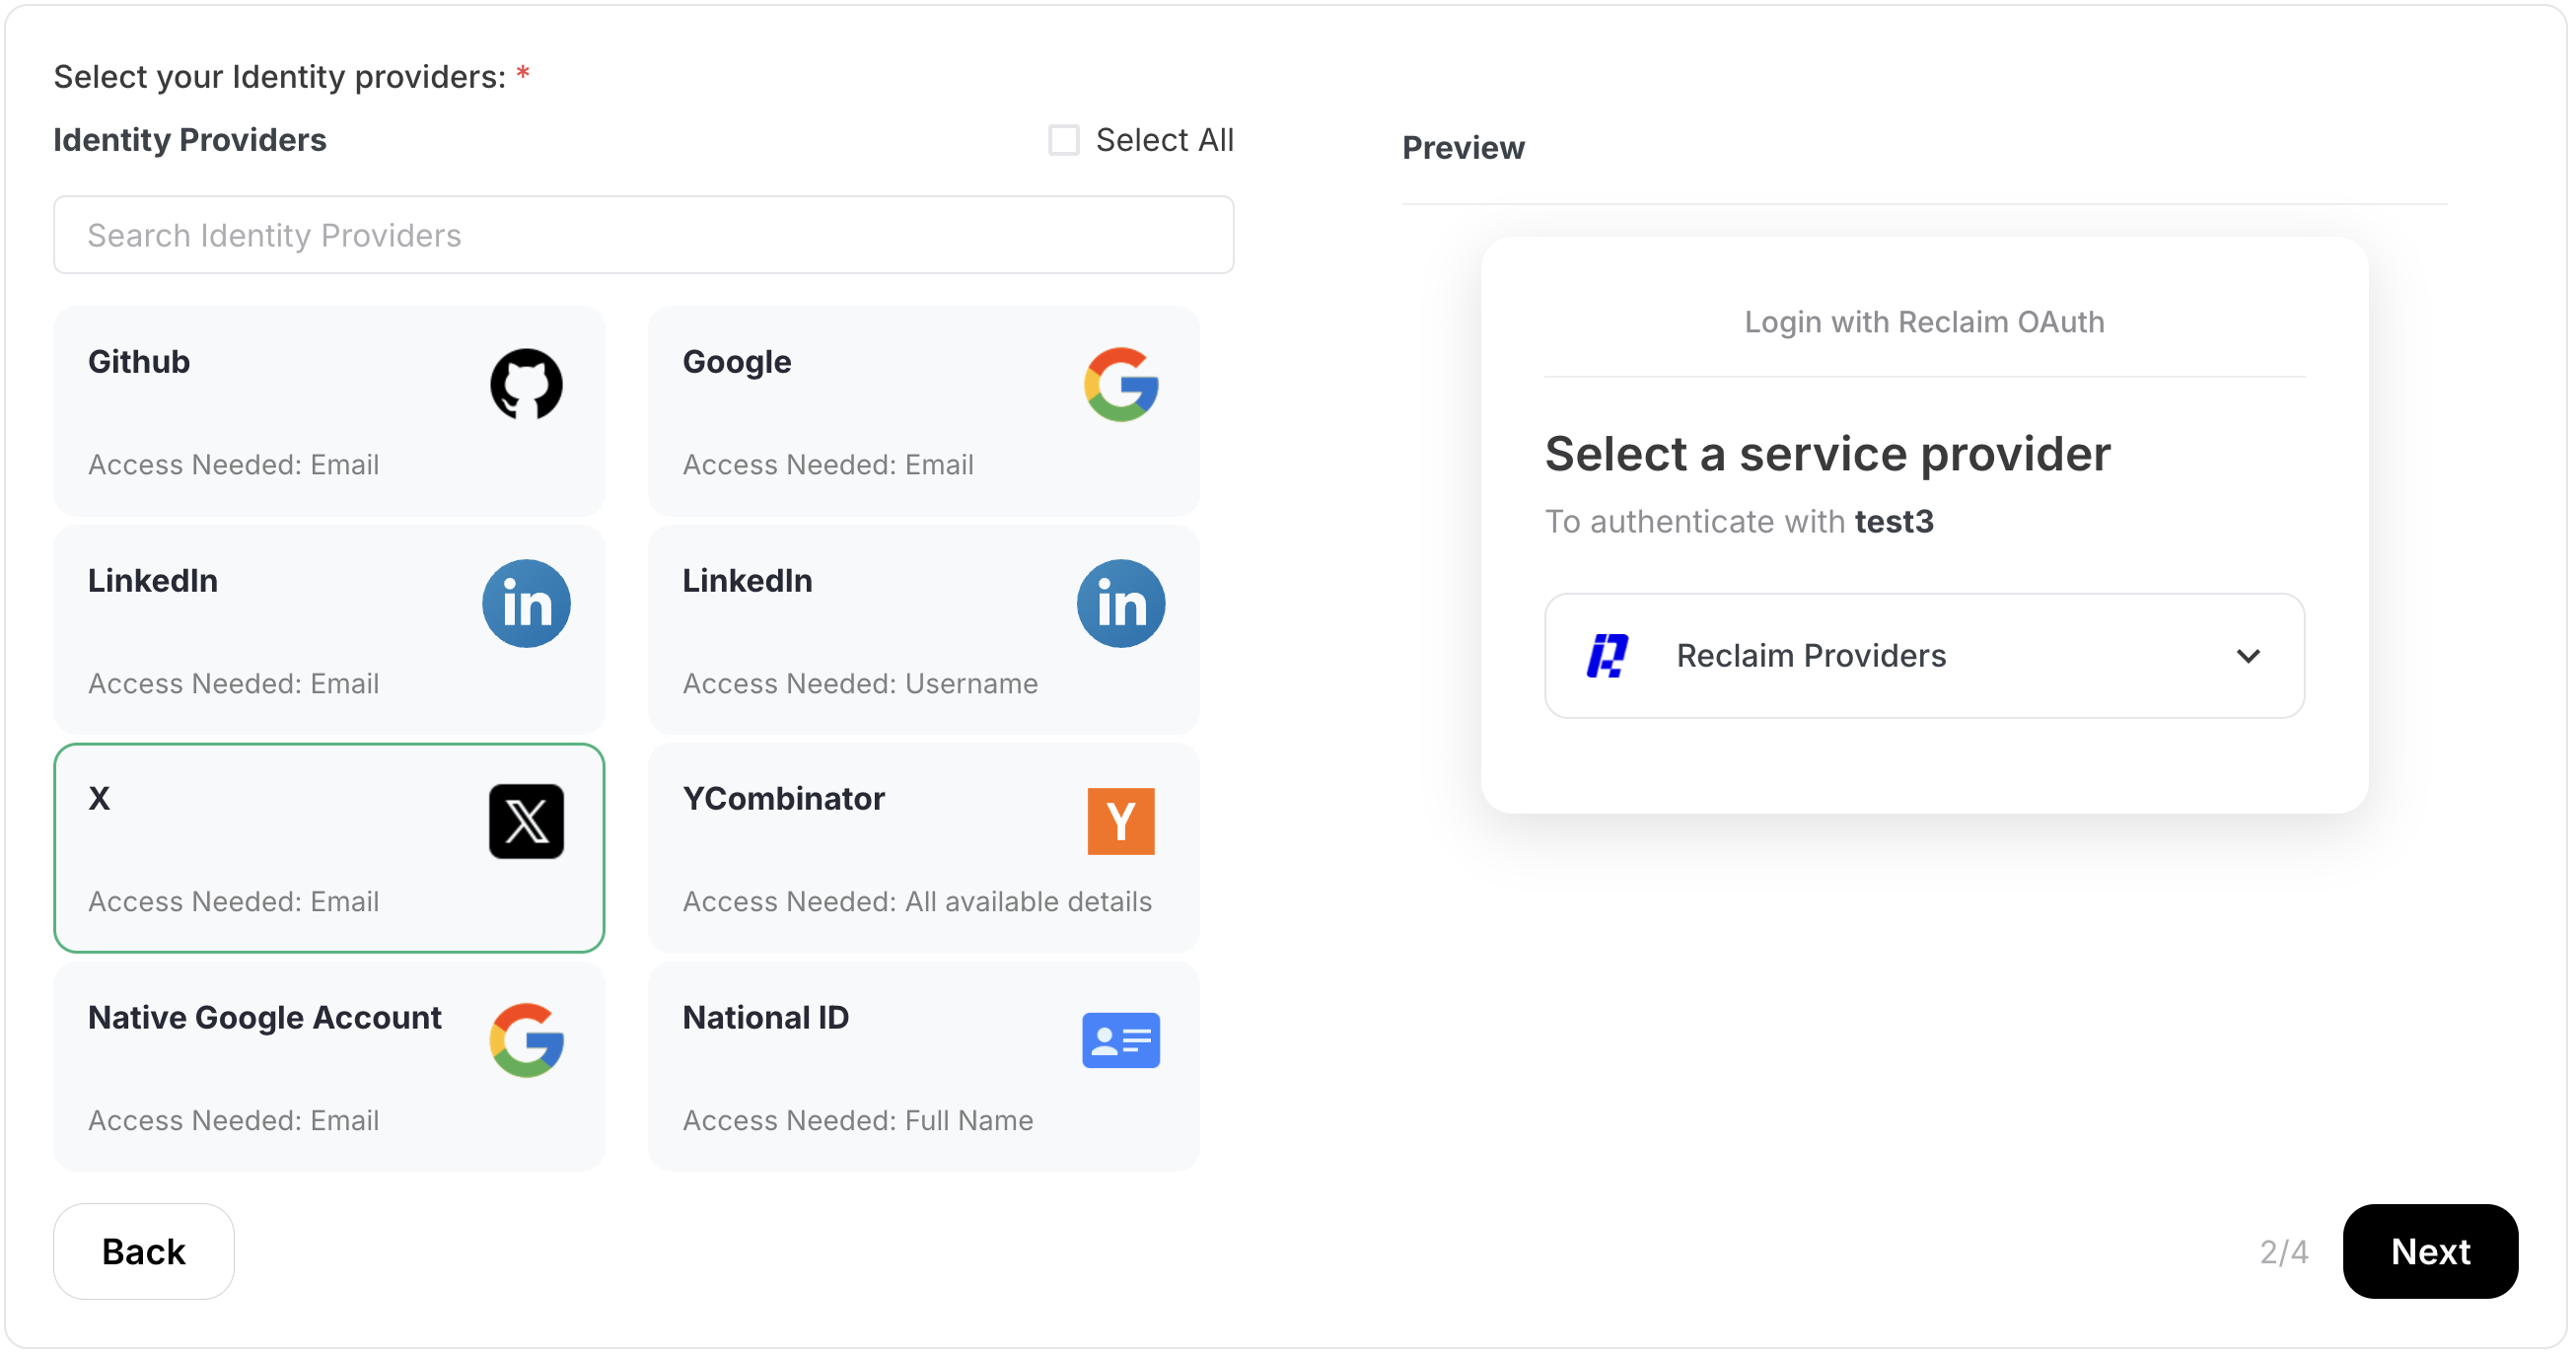 Select your Identity providers: *
Identity Providers
Select All
Search Identity Providers
Github
Access Needed: Email
Google
Access Needed: Email
LinkedIn
in
Access Needed: Email
LinkedIn
in
Access Needed: Username
X
X
Access Needed: Email
YCombinator
Y
Access Needed: All available details
Native Google Account
G
Access Needed: Email
National ID
Access Needed: Full Name
Back
Preview
Login with Reclaim OAuth
Select a service provider
To authenticate with test3
Reclaim Providers
2/4
Next